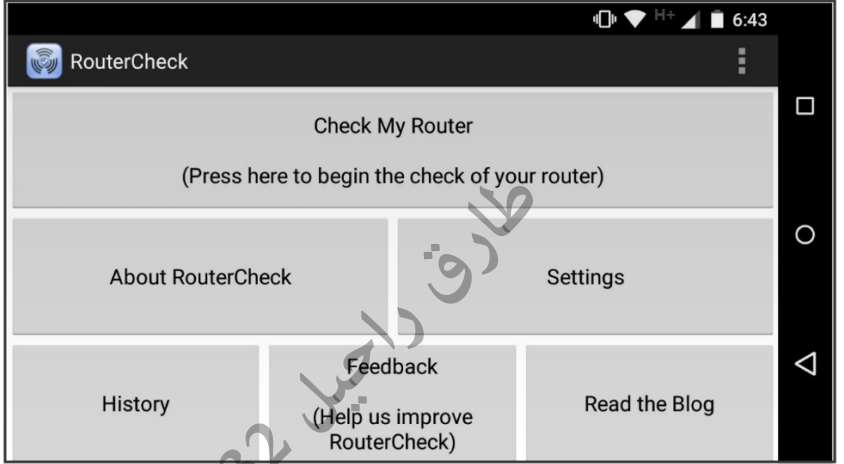 H+ 6:43
RouterCheck
Check My Router
(Press here to begin the check of your router)
About RouterCheck
Settings
History
Feedback
(Help us improve
RouterCheck)
Read the Blog
طارق راحيل